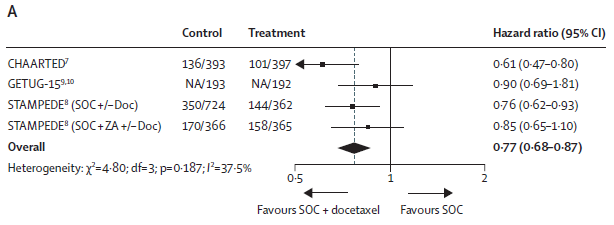 A
Control Treatment Hazard ratio (95% CI)
CHAARTED⁷ 136/393 101/397 0·61 (0·47–0·80)
GETUG-15⁹,¹⁰ NA/193 NA/192 0·90 (0·69–1·81)
STAMPEDE⁸ (SOC+/–Doc) 350/724 144/362 0·76 (0·62–0·93)
STAMPEDE⁸ (SOC+ZA+/–Doc) 170/366 158/365 0·85 (0·65–1·10)
Overall 0·77 (0·68–0·87)
Heterogeneity: χ²=4·80; df=3; p=0·187; I²=37·5%
0·5 1 2
Favours SOC + docetaxel Favours SOC